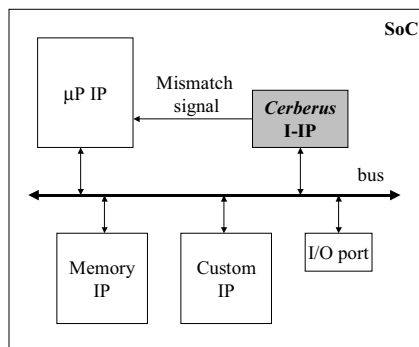 SoC
µP IP
Mismatch
signal
Cerberus
I-IP
bus
Memory
IP
Custom
IP
I/O port